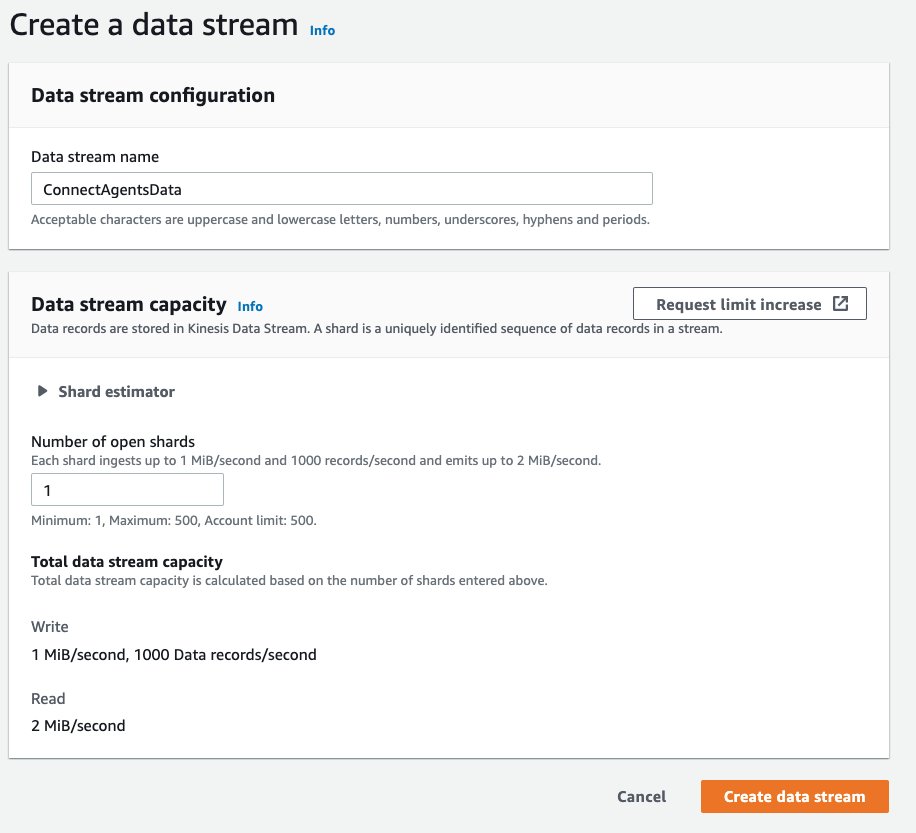 Create a data stream Info
Data stream configuration
Data stream name
ConnectAgentsData
Acceptable characters are uppercase and lowercase letters, numbers, underscores, hyphens and periods.
Data stream capacity Info
Request limit increase
Data records are stored in Kinesis Data Stream. A shard is a uniquely identified sequence of data records in a stream.
Shard estimator
Number of open shards
Each shard ingests up to 1 MiB/second and 1000 records/second and emits up to 2 MiB/second.
1
Minimum: 1, Maximum: 500, Account limit: 500.
Total data stream capacity
Total data stream capacity is calculated based on the number of shards entered above.
Write
1 MiB/second, 1000 Data records/second
Read
2 MiB/second
Cancel
Create data stream